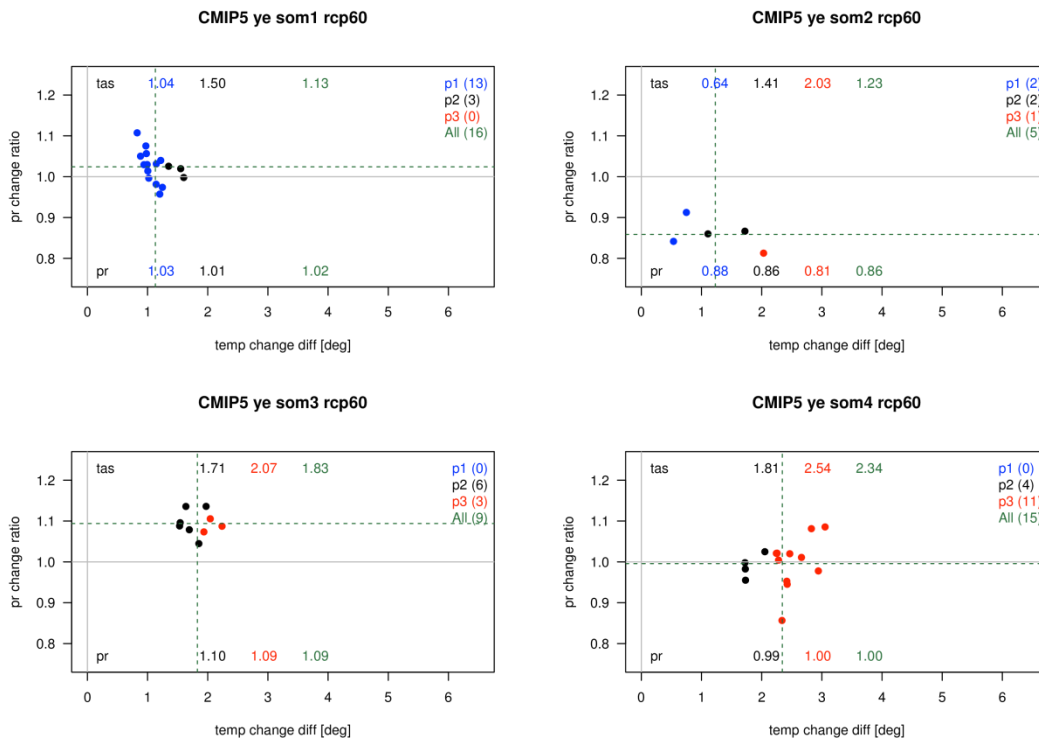 CMIP5 ye som1 rcp60
tas 1.04 1.50 1.13 p1 (13)
p2 (3)
p3 (0)
All (16)
1.2
1.1
1.0
0.9
0.8
pr change ratio
pr 1.03 1.01 1.02
0 1 2 3 4 5 6
temp change diff [deg]
CMIP5 ye som2 rcp60
tas 0.64 1.41 2.03 1.23 p1 (2)
p2 (2)
p3 (1)
All (5)
1.2
1.1
1.0
0.9
0.8
pr change ratio
pr 0.88 0.86 0.81 0.86
0 1 2 3 4 5 6
temp change diff [deg]
CMIP5 ye som3 rcp60
tas 1.71 2.07 1.83 p1 (0)
p2 (6)
p3 (3)
All (9)
1.2
1.1
1.0
0.9
0.8
pr change ratio
pr 1.10 1.09 1.09
0 1 2 3 4 5 6
temp change diff [deg]
CMIP5 ye som4 rcp60
tas 1.81 2.54 2.34 p1 (0)
p2 (4)
p3 (11)
All (15)
1.2
1.1
1.0
0.9
0.8
pr change ratio
pr 0.99 1.00 1.00
0 1 2 3 4 5 6
temp change diff [deg]